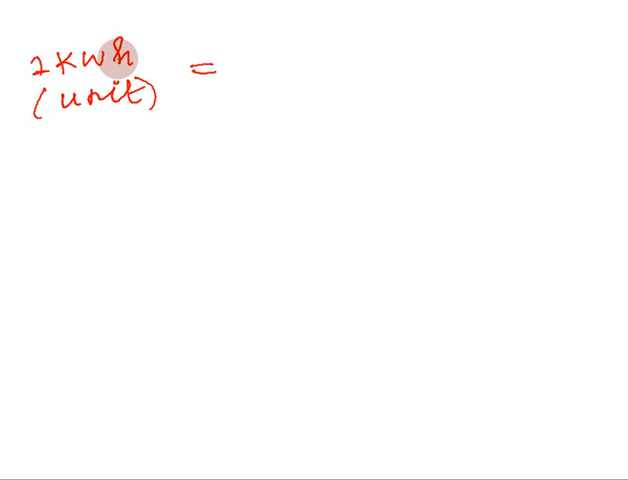 1 KWh =
(unit)